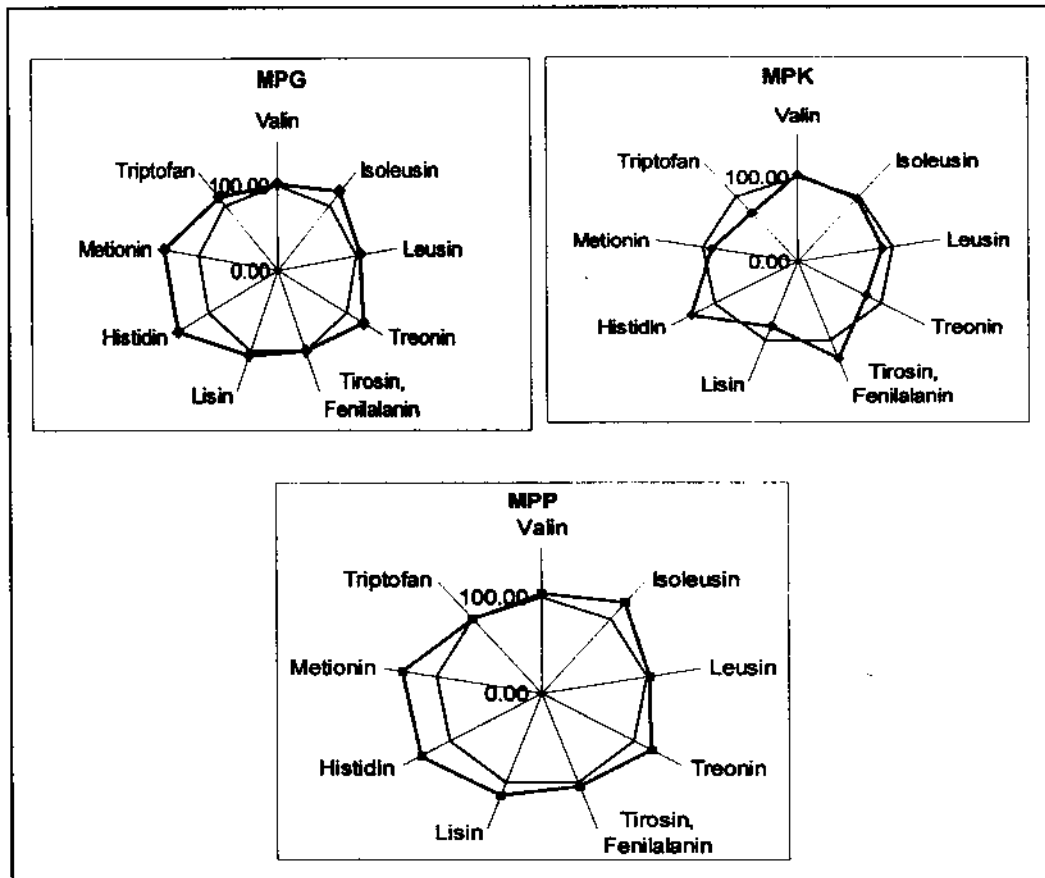 MPG
Valin
Triptofan
100.00
Isoleusin
Metionin
Leusin
0.00
Histidin
Treonin
Lisin
Tirosin,
Fenilalanin
MPK
Valin
Triptofan
100.00
Isoleusin
Metionin
Leusin
0.00
Histidin
Treonin
Lisin
Tirosin,
Fenilalanin
MPP
Valin
Triptofan
100.00
Isoleusin
Metionin
Leusin
0.00
Histidin
Treonin
Lisin
Tirosin,
Fenilalanin